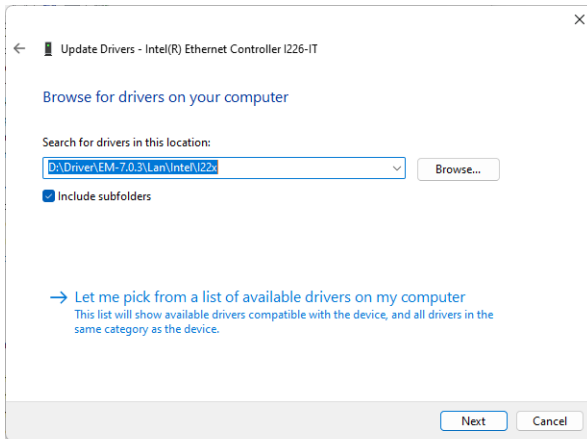 Update Drivers - Intel(R) Ethernet Controller I226-IT
Browse for drivers on your computer
Search for drivers in this location:
D:\Driver\EM-7.0.3\Lan\Intel\I22x
Browse...
Include subfolders
Let me pick from a list of available drivers on my computer
This list will show available drivers compatible with the device, and all drivers in the
same category as the device.
Next
Cancel